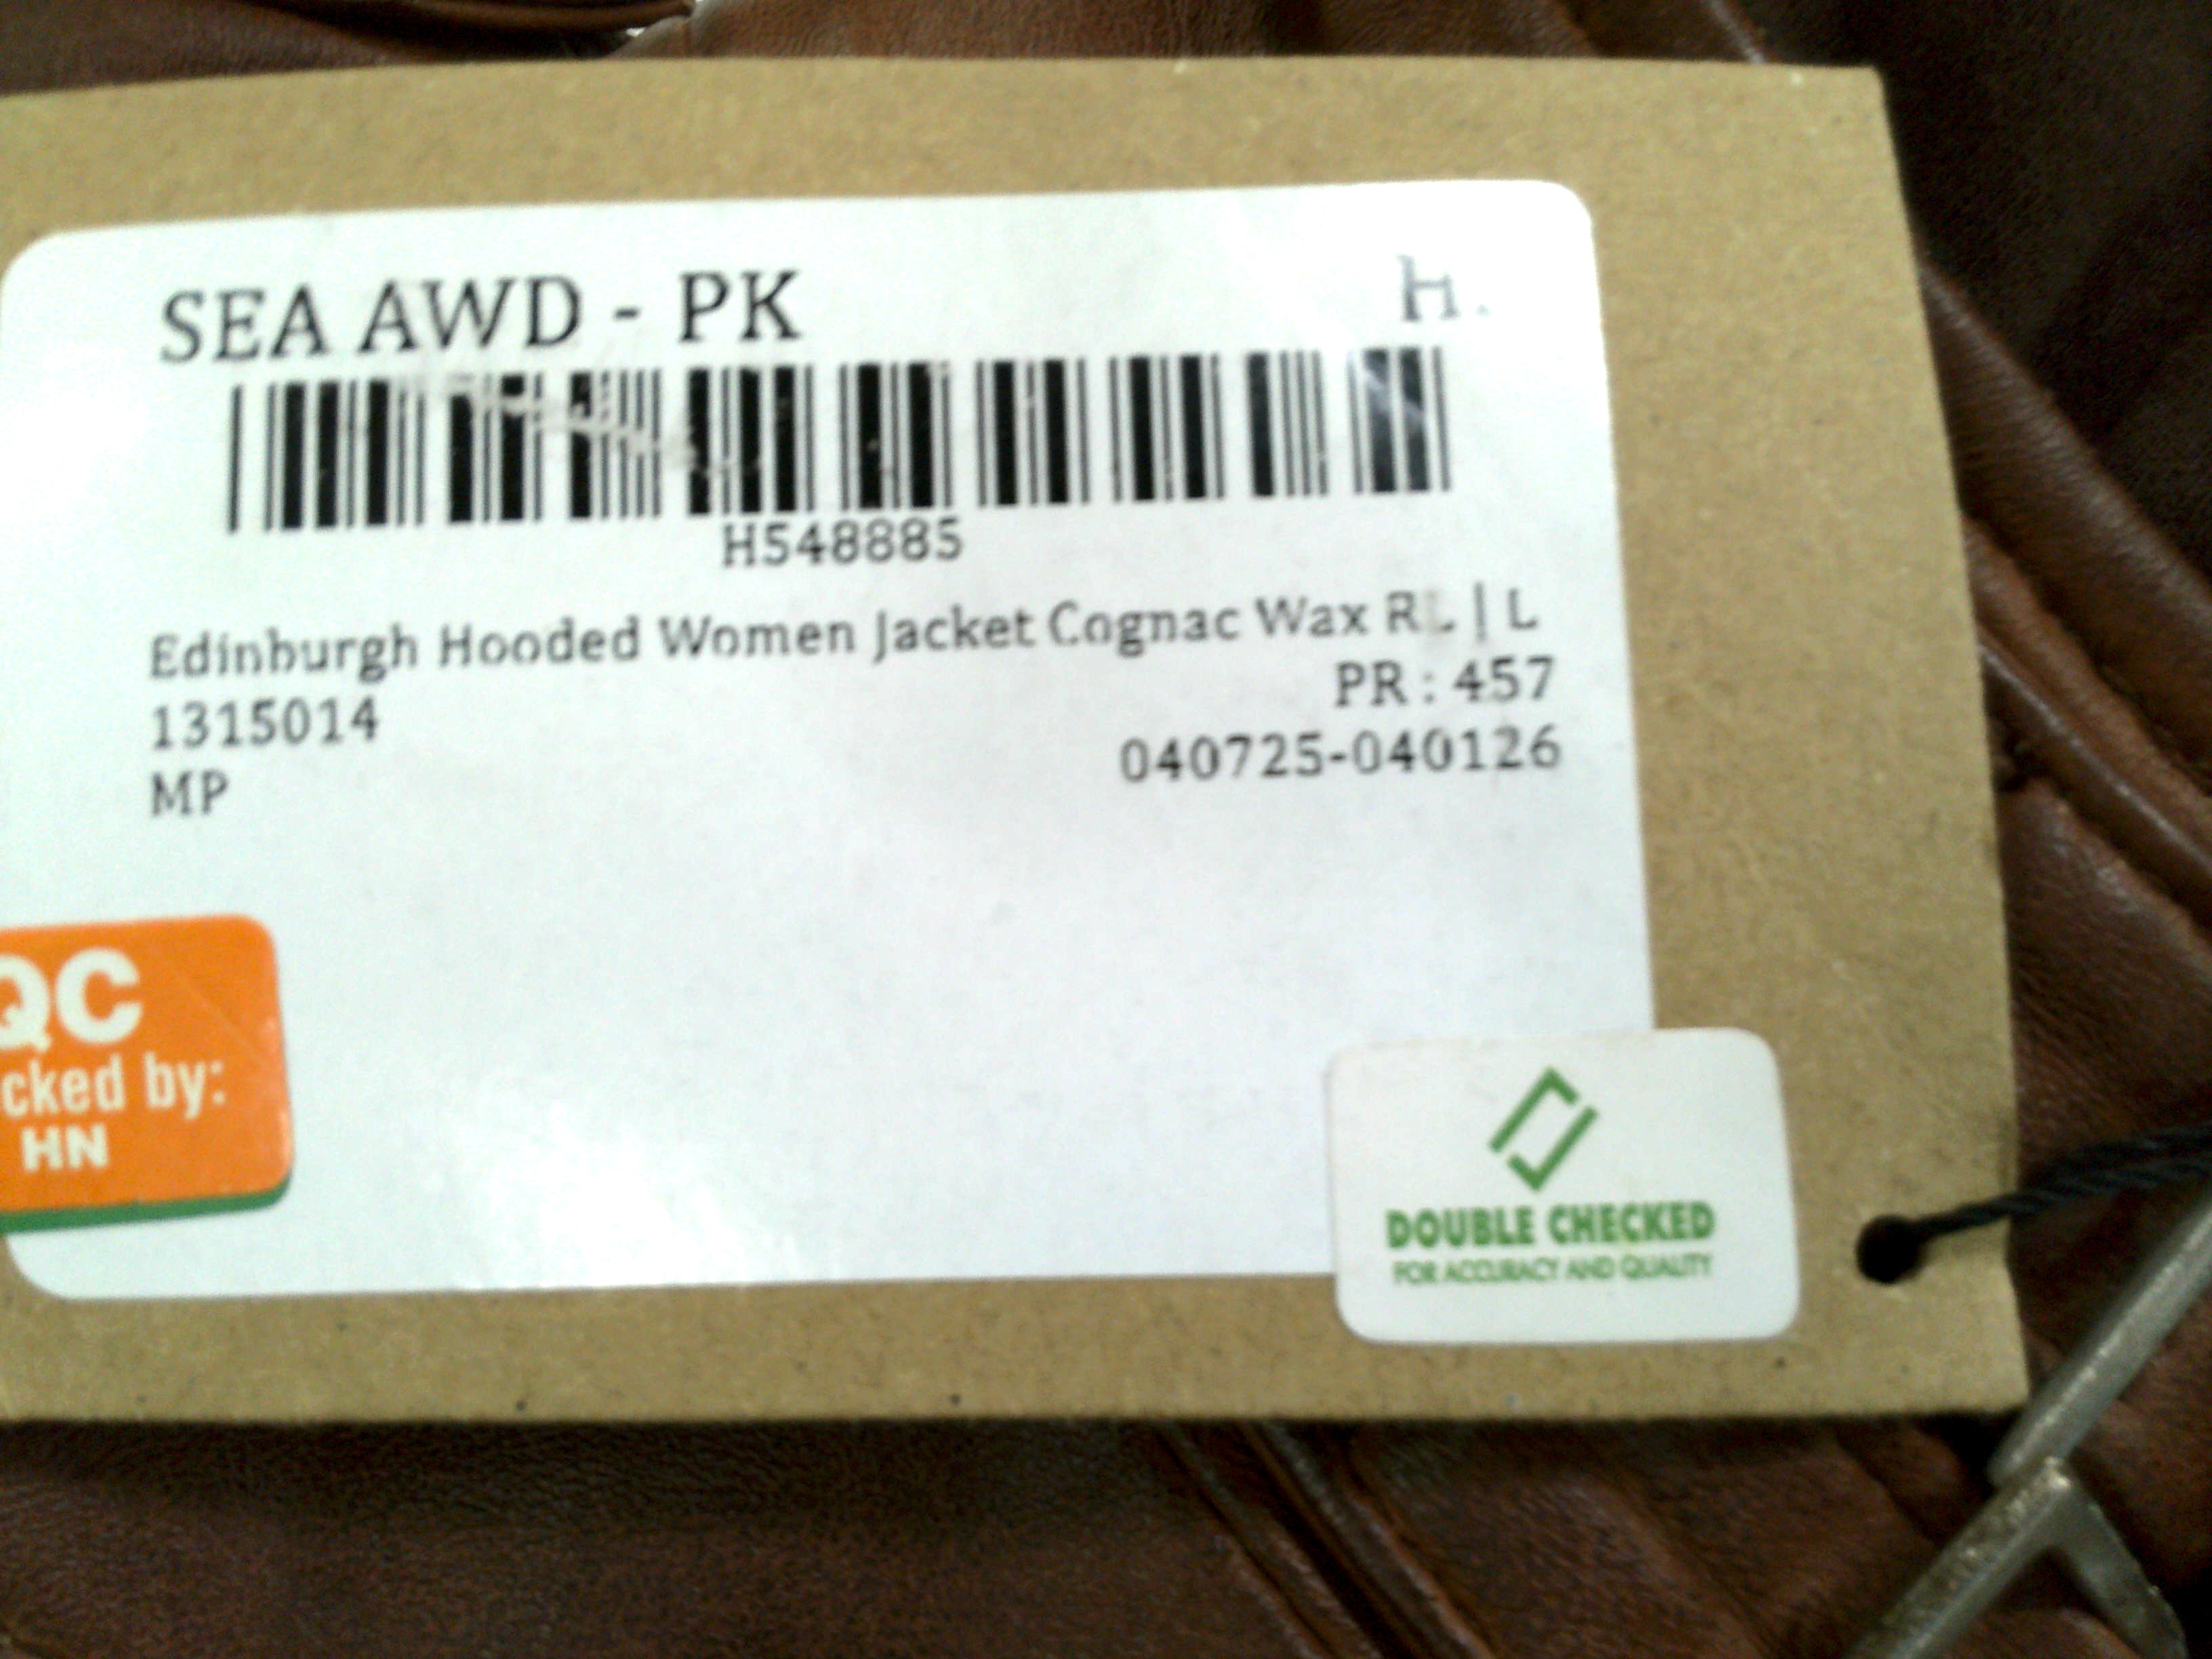 SEA AWD - PK H.
H548885
Edinburgh Hooded Women Jacket Cognac Wax RL | L
PR : 457
1315014
040725-040126
MP
QC
cked by:
HN
DOUBLE CHECKED
FOR ACCURACY AND QUALITY